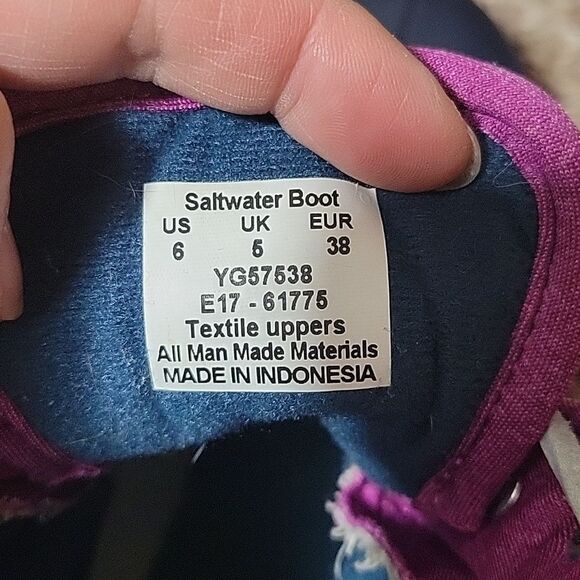 Saltwater Boot
US UK EUR
6 5 38
YG57538
E17 - 61775
Textile uppers
All Man Made Materials
MADE IN INDONESIA